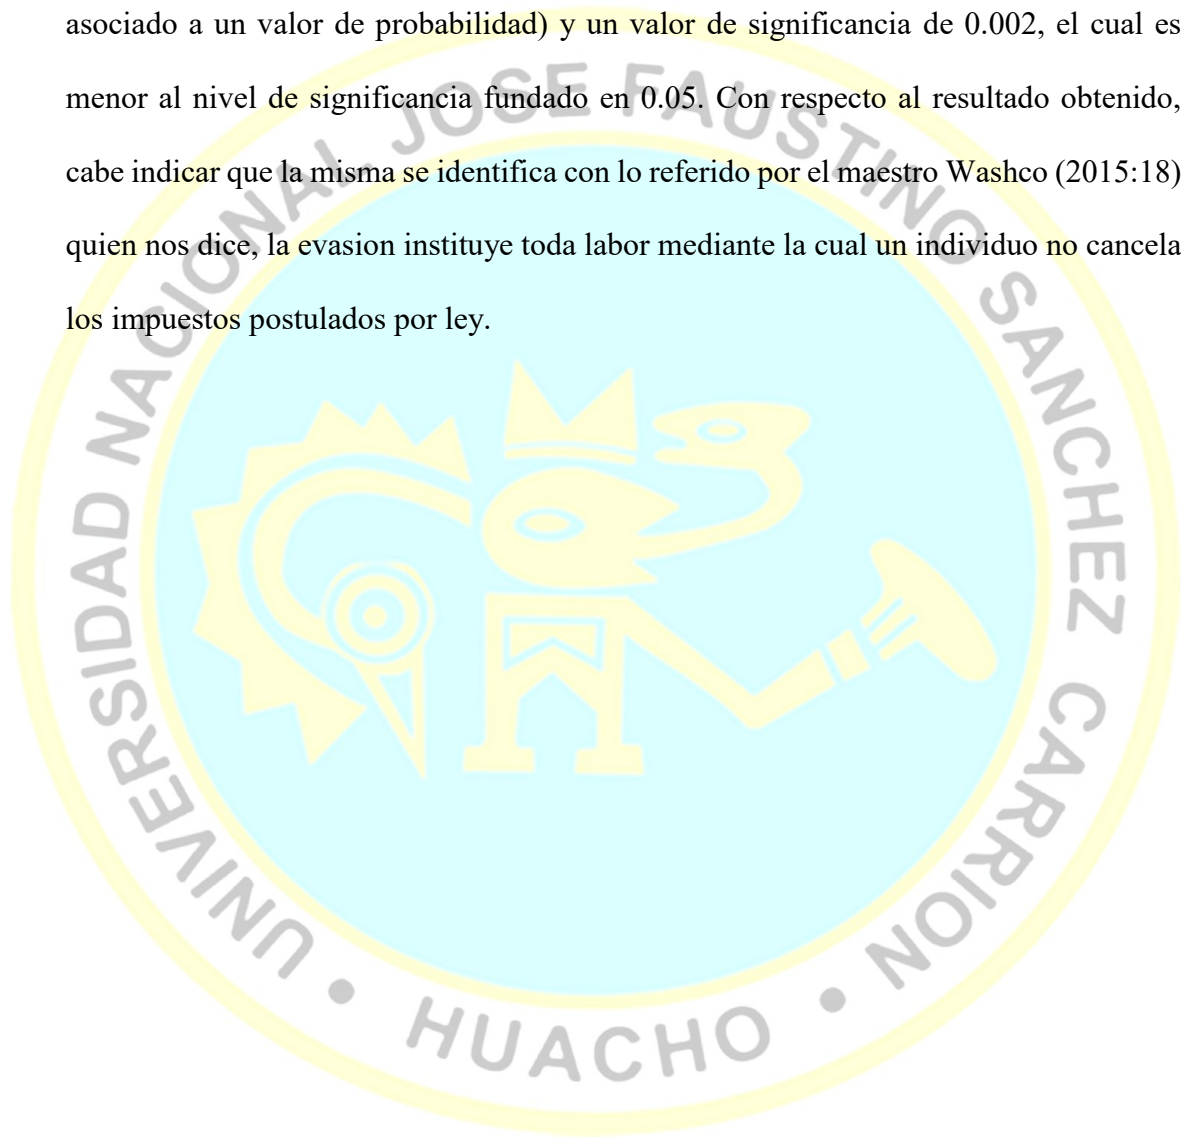 asociado a un valor de probabilidad) y un valor de significancia de 0.002, el cual es
menor al nivel de significancia fundado en 0.05. Con respecto al resultado obtenido,
cabe indicar que la misma se identifica con lo referido por el maestro Washco (2015:18)
quien nos dice, la evasion instituye toda labor mediante la cual un individuo no cancela
los impuestos postulados por ley.
UNIVERSIDAD NACIONAL JOSE FAUSTINO SANCHEZ CARRION
• HUACHO •